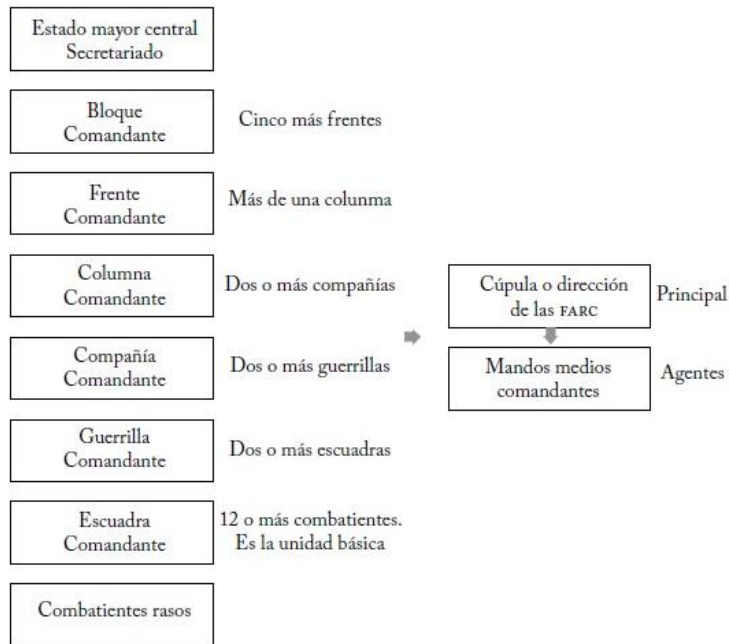 Estado mayor central
Secretariado
Bloque
Comandante
Cinco más frentes
Frente
Comandante
Más de una colunma
Columna
Comandante
Dos o más compañías
Compañía
Comandante
Dos o más guerrillas
Guerrilla
Comandante
Dos o más escuadras
Escuadra
Comandante
12 o más combatientes.
Es la unidad básica
Combatientes rasos
Cúpula o dirección
de las FARC
Principal
Mandos medios
comandantes
Agentes